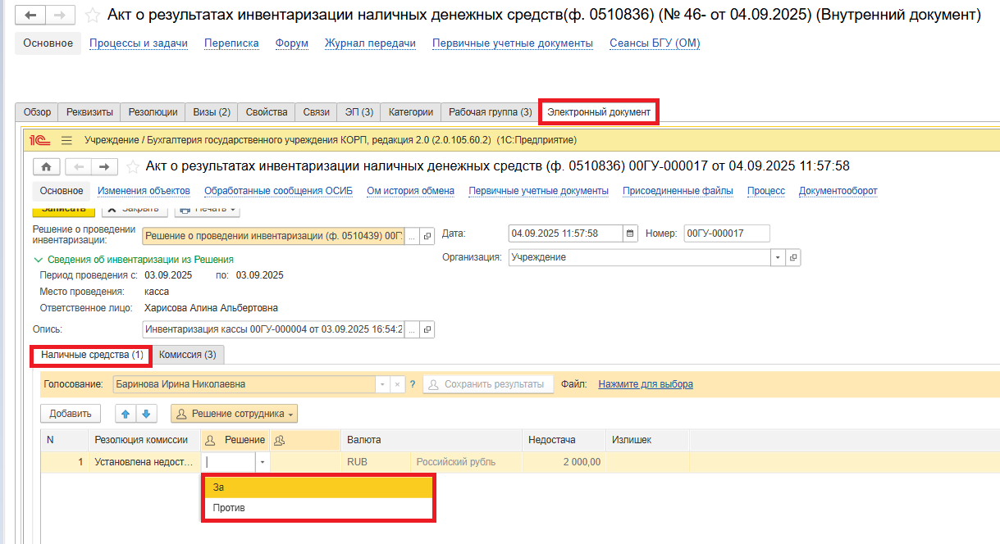 Акт о результатах инвентаризации наличных денежных средств(ф. 0510836) (№ 46- от 04.09.2025) (Внутренний документ)
Основное Процессы и задачи Переписка Форум Журнал передачи Первичные учетные документы Сеансы БГУ (ОМ)
Обзор Реквизиты Резолюции Визы (2) Свойства Связи ЭП (3) Категории Рабочая группа (3) Электронный документ
1С Учреждение / Бухгалтерия государственного учреждения КОРП, редакция 2.0 (2.0.105.60.2) (1С:Предприятие)
Акт о результатах инвентаризации наличных денежных средств (ф. 0510836) 00ГУ-000017 от 04.09.2025 11:57:58
Основное Изменения объектов Обработанные сообщения ОСИБ Ом история обмена Первичные учетные документы Присоединенные файлы Процесс Документооборот
Записать Закрыть Печать
Решение о проведении инвентаризации: Решение о проведении инвентаризации (ф. 0510439) 00Г ... Дата: 04.09.2025 11:57:58 Номер: 00ГУ-000017
Сведения об инвентаризации из Решения Организация: Учреждение
Период проведения с: 03.09.2025 по: 03.09.2025
Место проведения: касса
Ответственное лицо: Харисова Алина Альбертовна
Опись: Инвентаризация кассы 00ГУ-000004 от 03.09.2025 16:54:2 ...
Наличные средства (1) Комиссия (3)
Голосование: Баринова Ирина Николаевна × ? Сохранить результаты Файл: Нажмите для выбора
Добавить Решение сотрудника
N Резолюция комиссии Решение Валюта Недостача Излишек
1 Установлена недост... RUB Российский рубль 2 000,00
За
Против